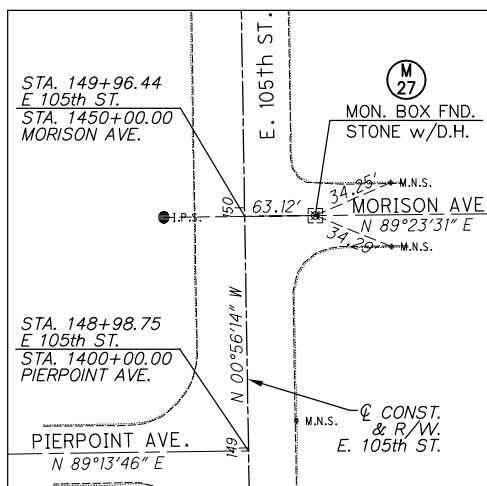 E. 105th ST.
STA. 149+96.44
E 105th ST.
STA. 1450+00.00
MORISON AVE.
M
27
MON. BOX FND.
STONE w/D.H.
34.25'
M.N.S.
150
63.12'
I.P.S.
MORISON AVE
N 89°23'31" E
34.29'
M.N.S.
STA. 148+98.75
E 105th ST.
STA. 1400+00.00
PIERPOINT AVE.
N 00°56'14" W
℄ CONST.
& R/W.
E. 105th ST.
M.N.S.
149
PIERPOINT AVE.
N 89°13'46" E